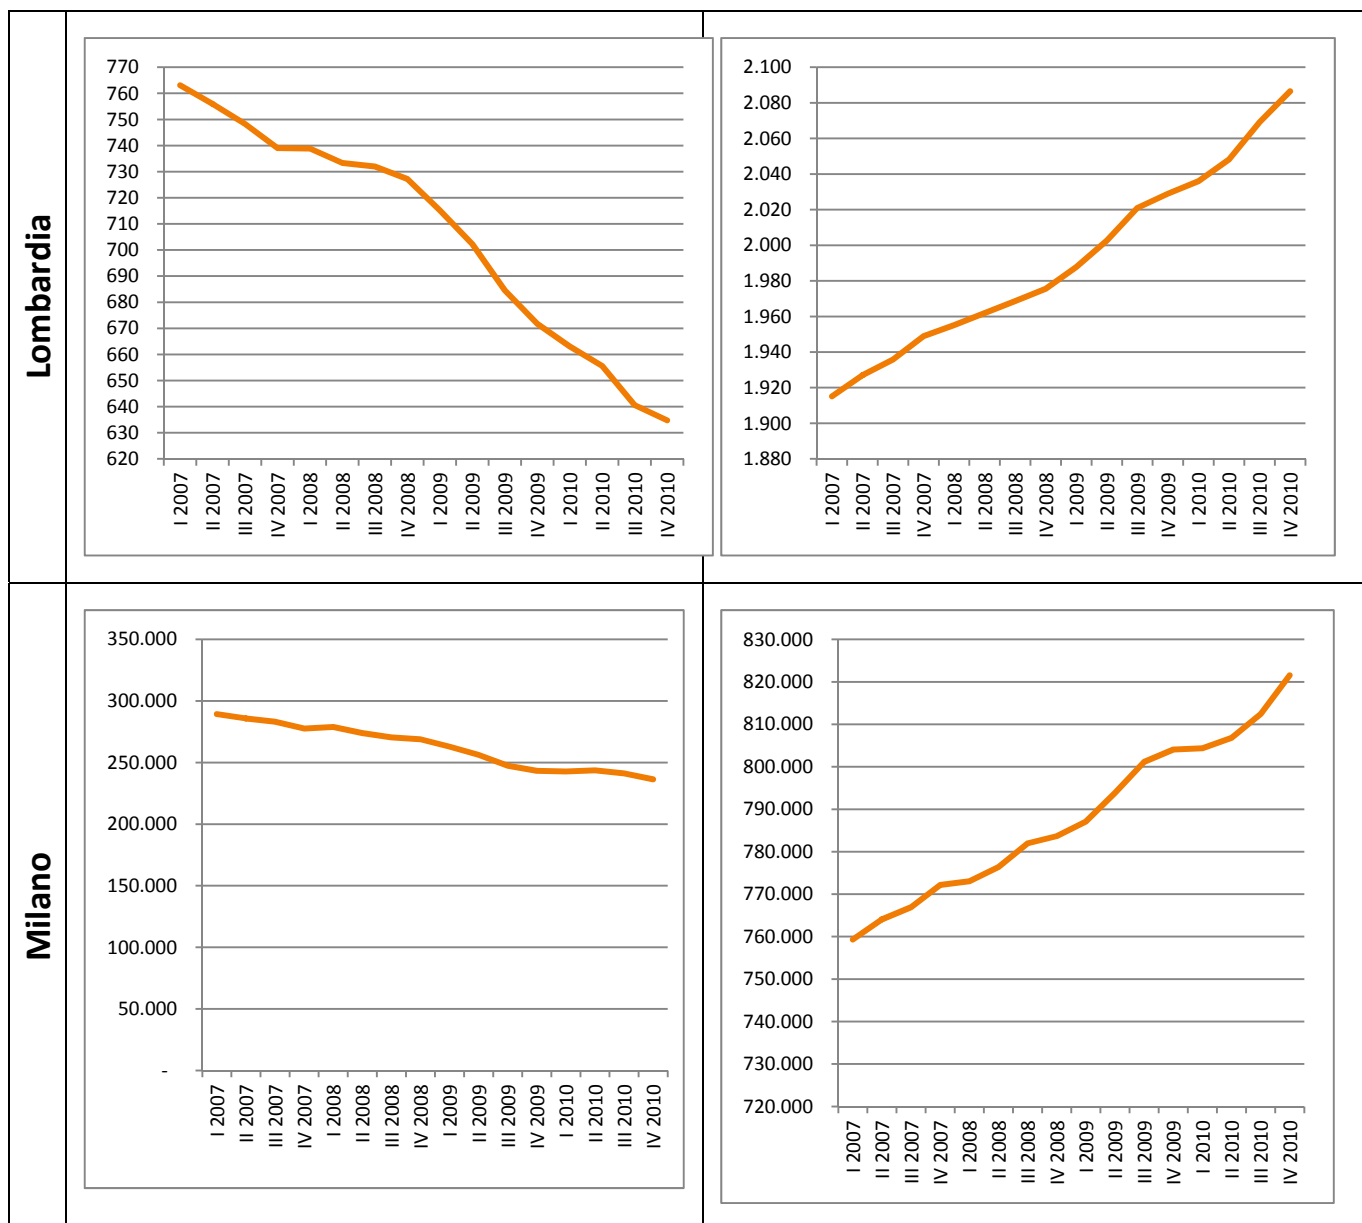 Lombardia
770
760
750
740
730
720
710
700
690
680
670
660
650
640
630
620
I 2007
II 2007
III 2007
IV 2007
I 2008
II 2008
III 2008
IV 2008
I 2009
II 2009
III 2009
IV 2009
I 2010
II 2010
III 2010
IV 2010
2.100
2.080
2.060
2.040
2.020
2.000
1.980
1.960
1.940
1.920
1.900
1.880
I 2007
II 2007
III 2007
IV 2007
I 2008
II 2008
III 2008
IV 2008
I 2009
II 2009
III 2009
IV 2009
I 2010
II 2010
III 2010
IV 2010
Milano
350.000
300.000
250.000
200.000
150.000
100.000
50.000
-
I 2007
II 2007
III 2007
IV 2007
I 2008
II 2008
III 2008
IV 2008
I 2009
II 2009
III 2009
IV 2009
I 2010
II 2010
III 2010
IV 2010
830.000
820.000
810.000
800.000
790.000
780.000
770.000
760.000
750.000
740.000
730.000
720.000
I 2007
II 2007
III 2007
IV 2007
I 2008
II 2008
III 2008
IV 2008
I 2009
II 2009
III 2009
IV 2009
I 2010
II 2010
III 2010
IV 2010